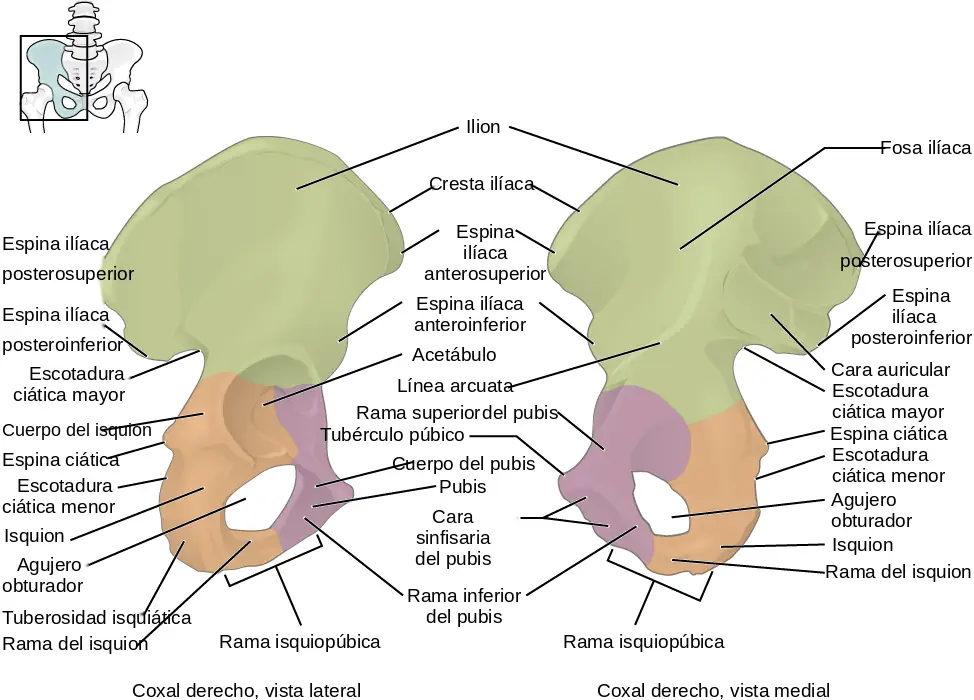 Ilion
Fosa ilíaca
Cresta ilíaca
Espina ilíaca
posterosuperior
Espina
ilíaca
anterosuperior
Espina ilíaca
posterosuperior
Espina ilíaca
posteroinferior
Espina ilíaca
anteroinferior
Espina
ilíaca
posteroinferior
Acetábulo
Escotadura
ciática mayor
Línea arcuata
Cara auricular
Escotadura
ciática mayor
Rama superior del pubis
Cuerpo del isquion
Tubérculo púbico
Espina ciática
Espina ciática
Cuerpo del pubis
Escotadura
ciática menor
Escotadura
ciática menor
Pubis
Agujero
obturador
Isquion
Cara
sinfisaria
del pubis
Isquion
Agujero
obturador
Rama del isquion
Rama inferior
del pubis
Tuberosidad isquiática
Rama del isquion
Rama isquiopúbica
Rama isquiopúbica
Coxal derecho, vista lateral
Coxal derecho, vista medial